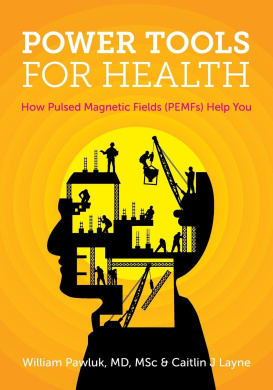 POWER TOOLS
FOR HEALTH
How Pulsed Magnetic Fields (PEMFs) Help You
William Pawluk, MD, MSc & Caitlin J Layne